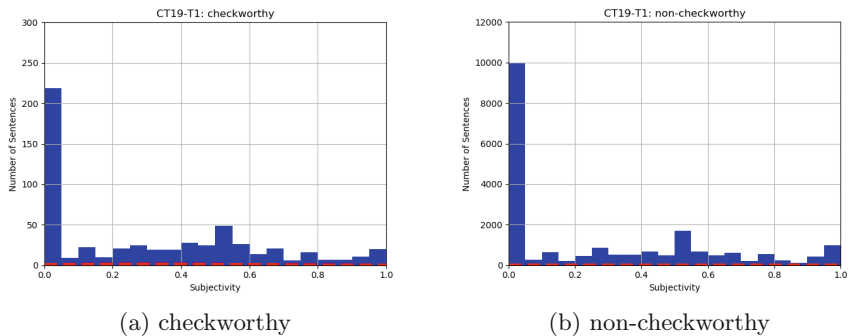 CT19-T1: checkworthy
300
250
200
150
100
50
0
Number of Sentences
0.0 0.2 0.4 0.6 0.8 1.0
Subjectivity
(a) checkworthy
CT19-T1: non-checkworthy
12000
10000
8000
6000
4000
2000
0
Number of Sentences
0.0 0.2 0.4 0.6 0.8 1.0
Subjectivity
(b) non-checkworthy